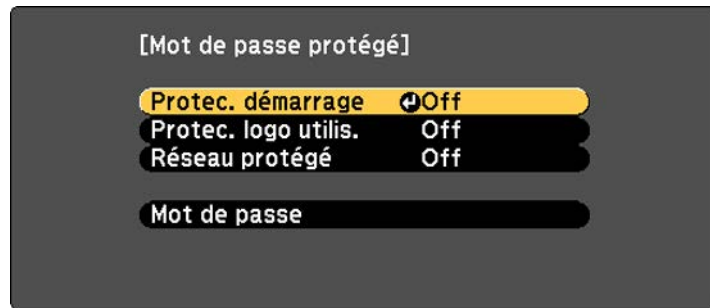 [Mot de passe protégé]
Protec. démarrage Off
Protec. logo utilis. Off
Réseau protégé Off
Mot de passe